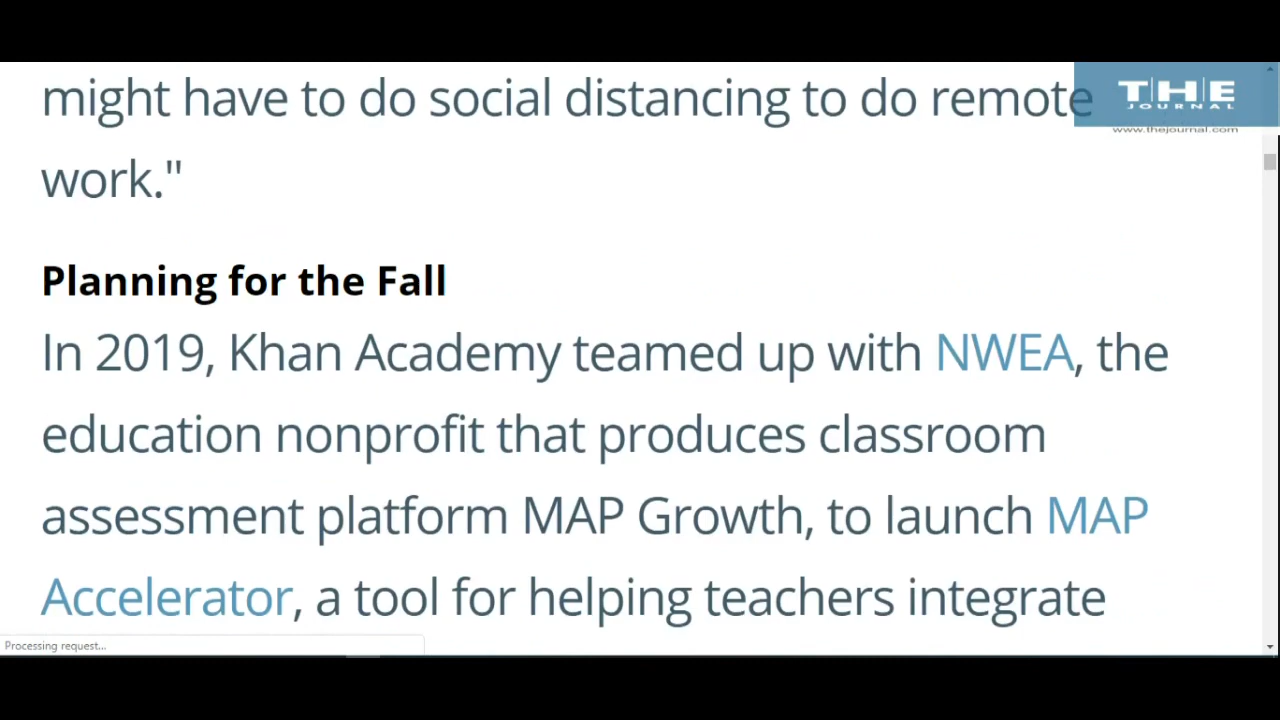 might have to do social distancing to do remote
THE
JOURNAL
www.thejournal.com
work."
Planning for the Fall
In 2019, Khan Academy teamed up with NWEA, the
education nonprofit that produces classroom
assessment platform MAP Growth, to launch MAP
Accelerator, a tool for helping teachers integrate
Processing request...